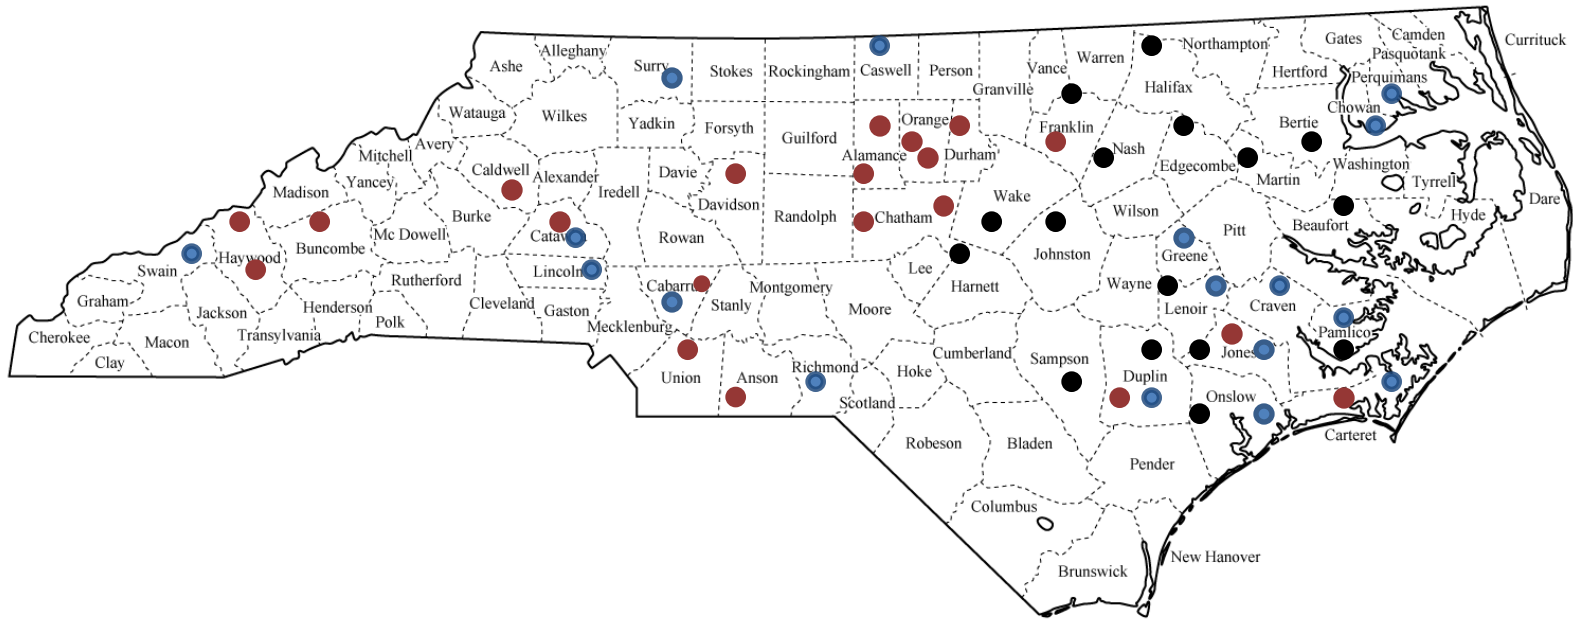 Alleghany
Ashe
Surry
Stokes
Rockingham
Caswell
Person
Vance
Warren
Northampton
Gates
Camden
Pasquotank
Currituck
Watauga
Wilkes
Yadkin
Forsyth
Guilford
Granville
Halifax
Hertford
Perquimans
Chowan
Avery
Mitchell
Yancey
Madison
Caldwell
Alexander
Iredell
Davie
Davidson
Alamance
Orange
Durham
Franklin
Nash
Edgecombe
Bertie
Martin
Washington
Tyrrell
Dare
Hyde
Beaufort
Swain
Haywood
Buncombe
Mc Dowell
Burke
Catawba
Rowan
Randolph
Chatham
Wake
Johnston
Wilson
Pitt
Greene
Graham
Jackson
Henderson
Rutherford
Polk
Cleveland
Lincoln
Gaston
Cabarrus
Mecklenburg
Stanly
Montgomery
Moore
Lee
Harnett
Wayne
Lenoir
Craven
Pamlico
Jones
Cherokee
Clay
Macon
Transylvania
Union
Anson
Richmond
Scotland
Hoke
Cumberland
Sampson
Duplin
Onslow
Carteret
Robeson
Bladen
Pender
Columbus
Brunswick
New Hanover